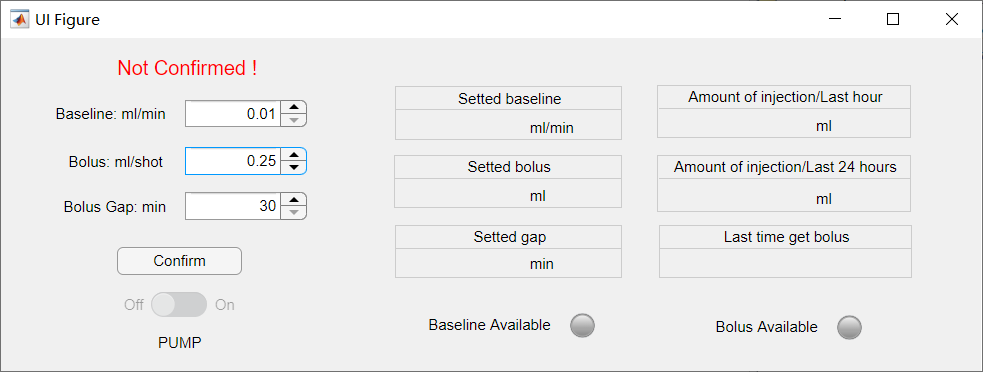 UI Figure
Not Confirmed !
Baseline: ml/min
0.01
Bolus: ml/shot
0.25
Bolus Gap: min
30
Confirm
Off
On
PUMP
Setted baseline
ml/min
Setted bolus
ml
Setted gap
min
Baseline Available
Amount of injection/Last hour
ml
Amount of injection/Last 24 hours
ml
Last time get bolus
Bolus Available